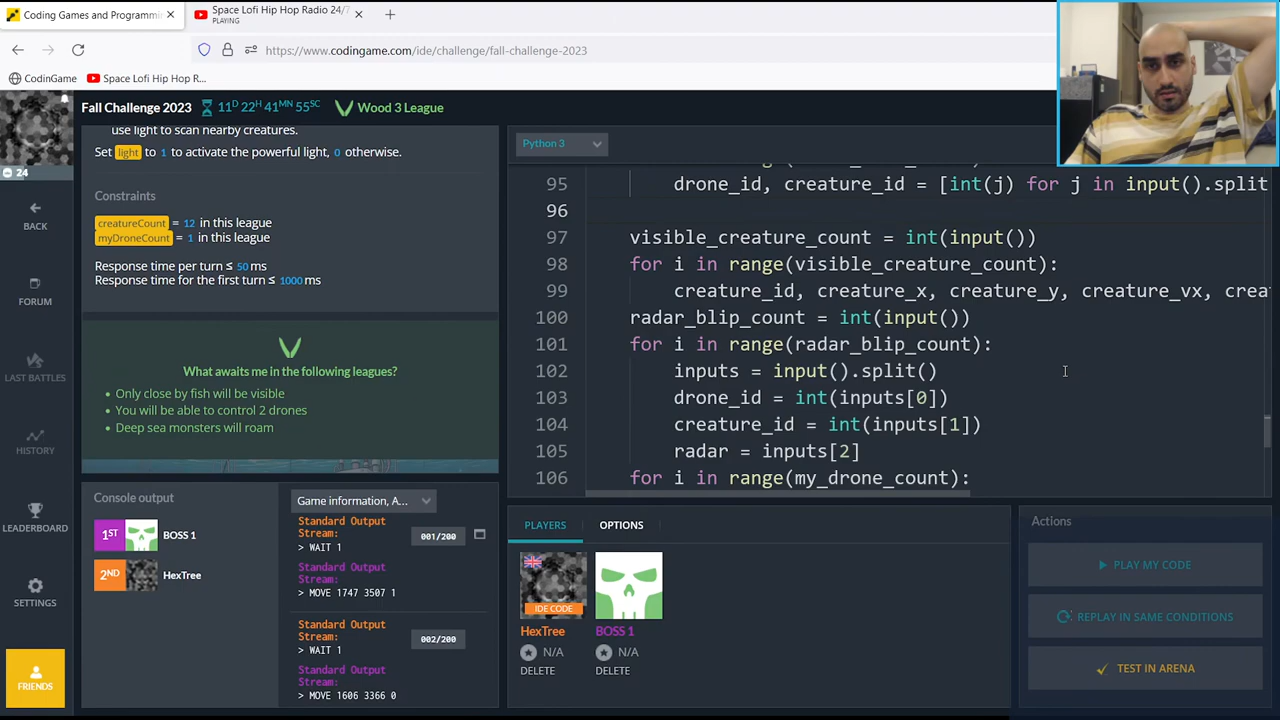 Coding Games and Programmi
Space Lofi Hip Hop Radio 24/7
PLAYING
https://www.codingame.com/ide/challenge/fall-challenge-2023
CodinGame
Space Lofi Hip Hop R...
Fall Challenge 2023
11D 22H 41MN 55SC
Wood 3 League
24
BACK
FORUM
LAST BATTLES
HISTORY
LEADERBOARD
SETTINGS
FRIENDS
use light to scan nearby creatures.
Set light to 1 to activate the powerful light, 0 otherwise.
Constraints
creatureCount = 12 in this league
myDroneCount = 1 in this league
Response time per turn ≤ 50 ms
Response time for the first turn ≤ 1000 ms
What awaits me in the following leagues?
• Only close by fish will be visible
• You will be able to control 2 drones
• Deep sea monsters will roam
Python 3
95 drone_id, creature_id = [int(j) for j in input().split
96
97 visible_creature_count = int(input())
98 for i in range(visible_creature_count):
99 creature_id, creature_x, creature_y, creature_vx, crea
100 radar_blip_count = int(input())
101 for i in range(radar_blip_count):
102 inputs = input().split()
103 drone_id = int(inputs[0])
104 creature_id = int(inputs[1])
105 radar = inputs[2]
106 for i in range(my_drone_count):
Console output
Game information, A...
1ST BOSS 1
2ND HexTree
Standard Output
Stream:
> WAIT 1
001/200
Standard Output
Stream:
> MOVE 1747 3507 1
Standard Output
Stream:
> WAIT 1
002/200
Standard Output
Stream:
> MOVE 1606 3366 0
PLAYERS
OPTIONS
IDE CODE
HexTree
N/A
DELETE
BOSS 1
N/A
DELETE
Actions
PLAY MY CODE
REPLAY IN SAME CONDITIONS
TEST IN ARENA